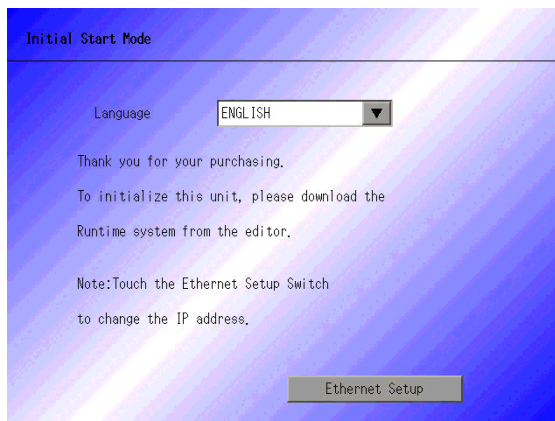 Initial Start Mode
Language ENGLISH
Thank you for your purchasing.
To initialize this unit, please download the
Runtime system from the editor.
Note:Touch the Ethernet Setup Switch
to change the IP address.
Ethernet Setup